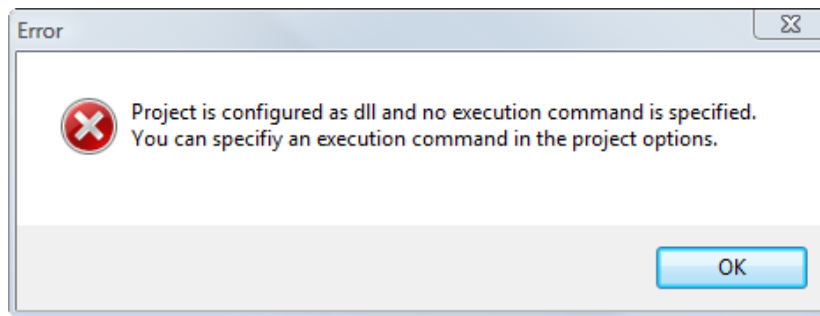 Error
Project is configured as dll and no execution command is specified.
You can specifiy an execution command in the project options.
OK